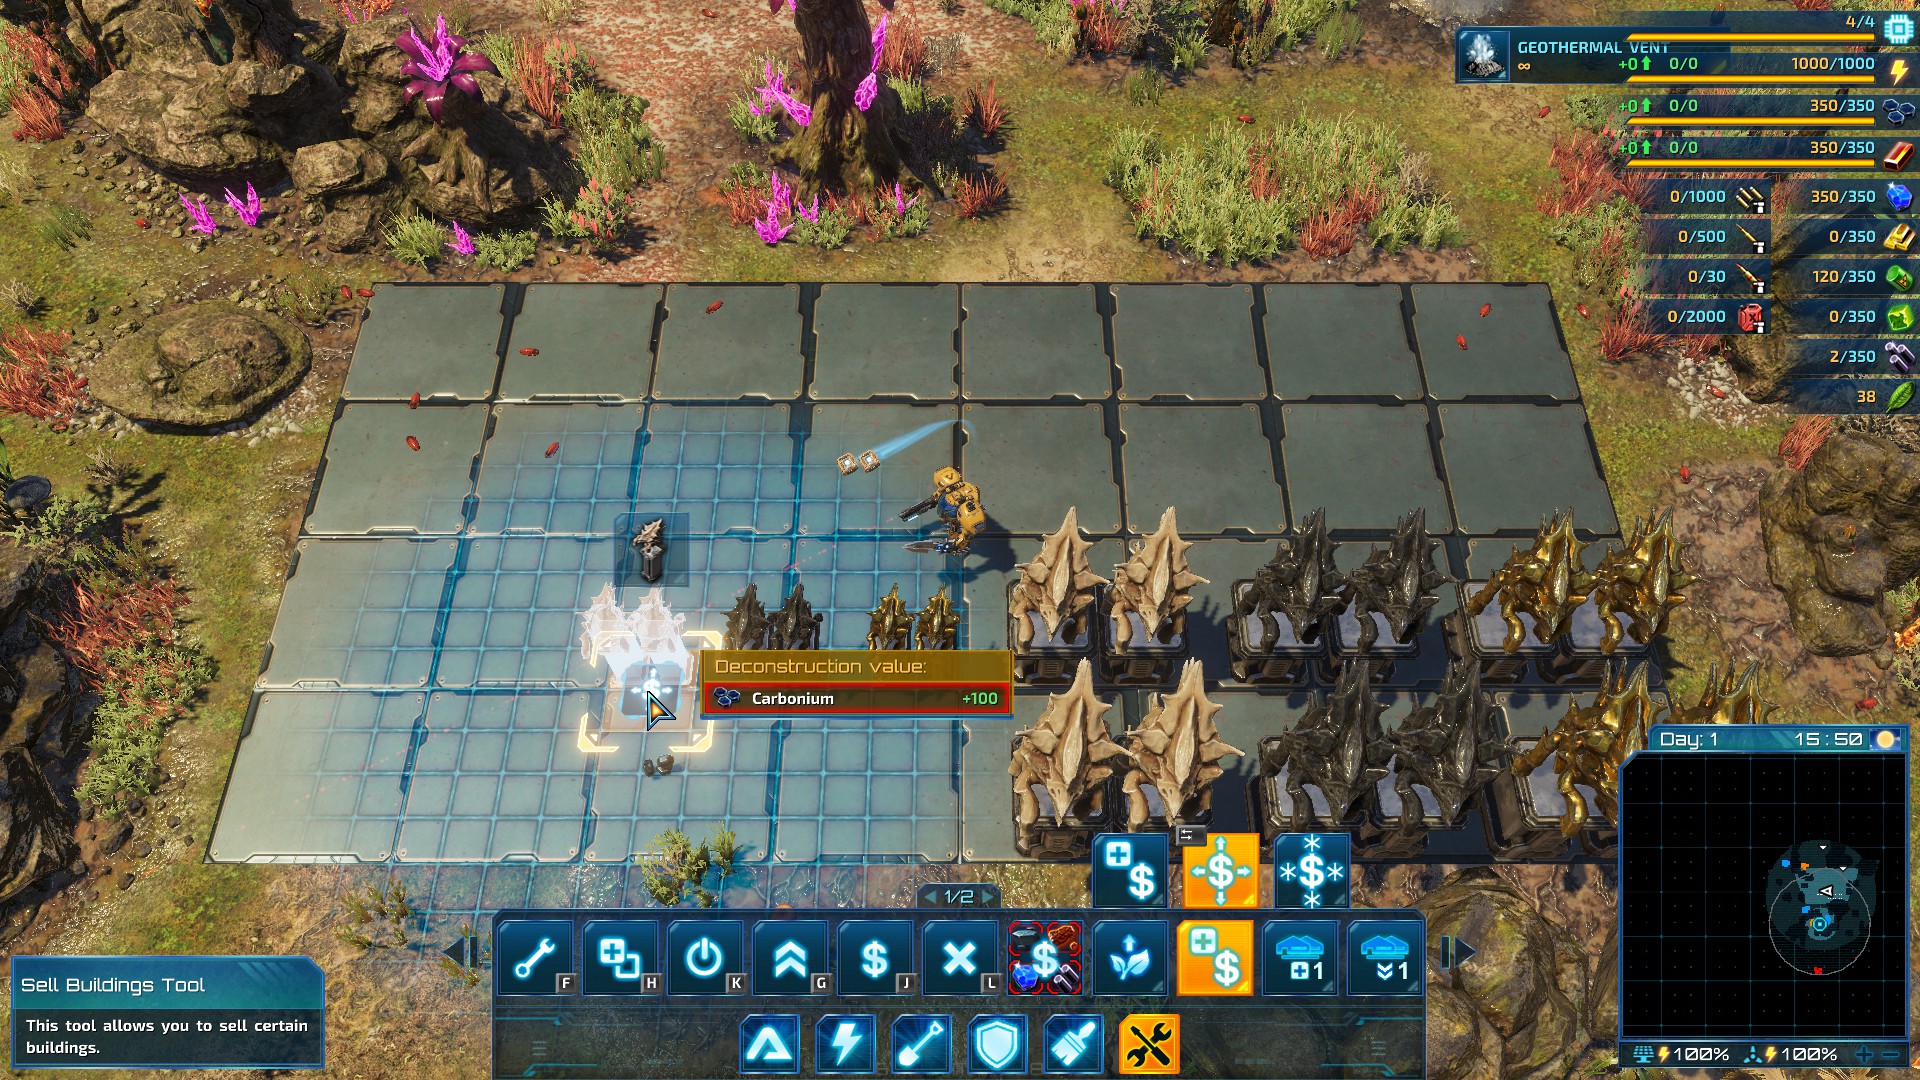 4/4
GEOTHERMAL VENT
∞
+0 0/0 1000/1000
+0 0/0 350/350
+0 0/0 350/350
0/1000 350/350
0/500 0/350
0/30 120/350
0/2000 0/350
2/350
38
Deconstruction value:
Carbonium +100
Day: 1 15:50
$
$
$
1/2
F
H
K
G
$ J
L
$
$
1
1
Sell Buildings Tool
This tool allows you to sell certain
buildings.
100% 100%